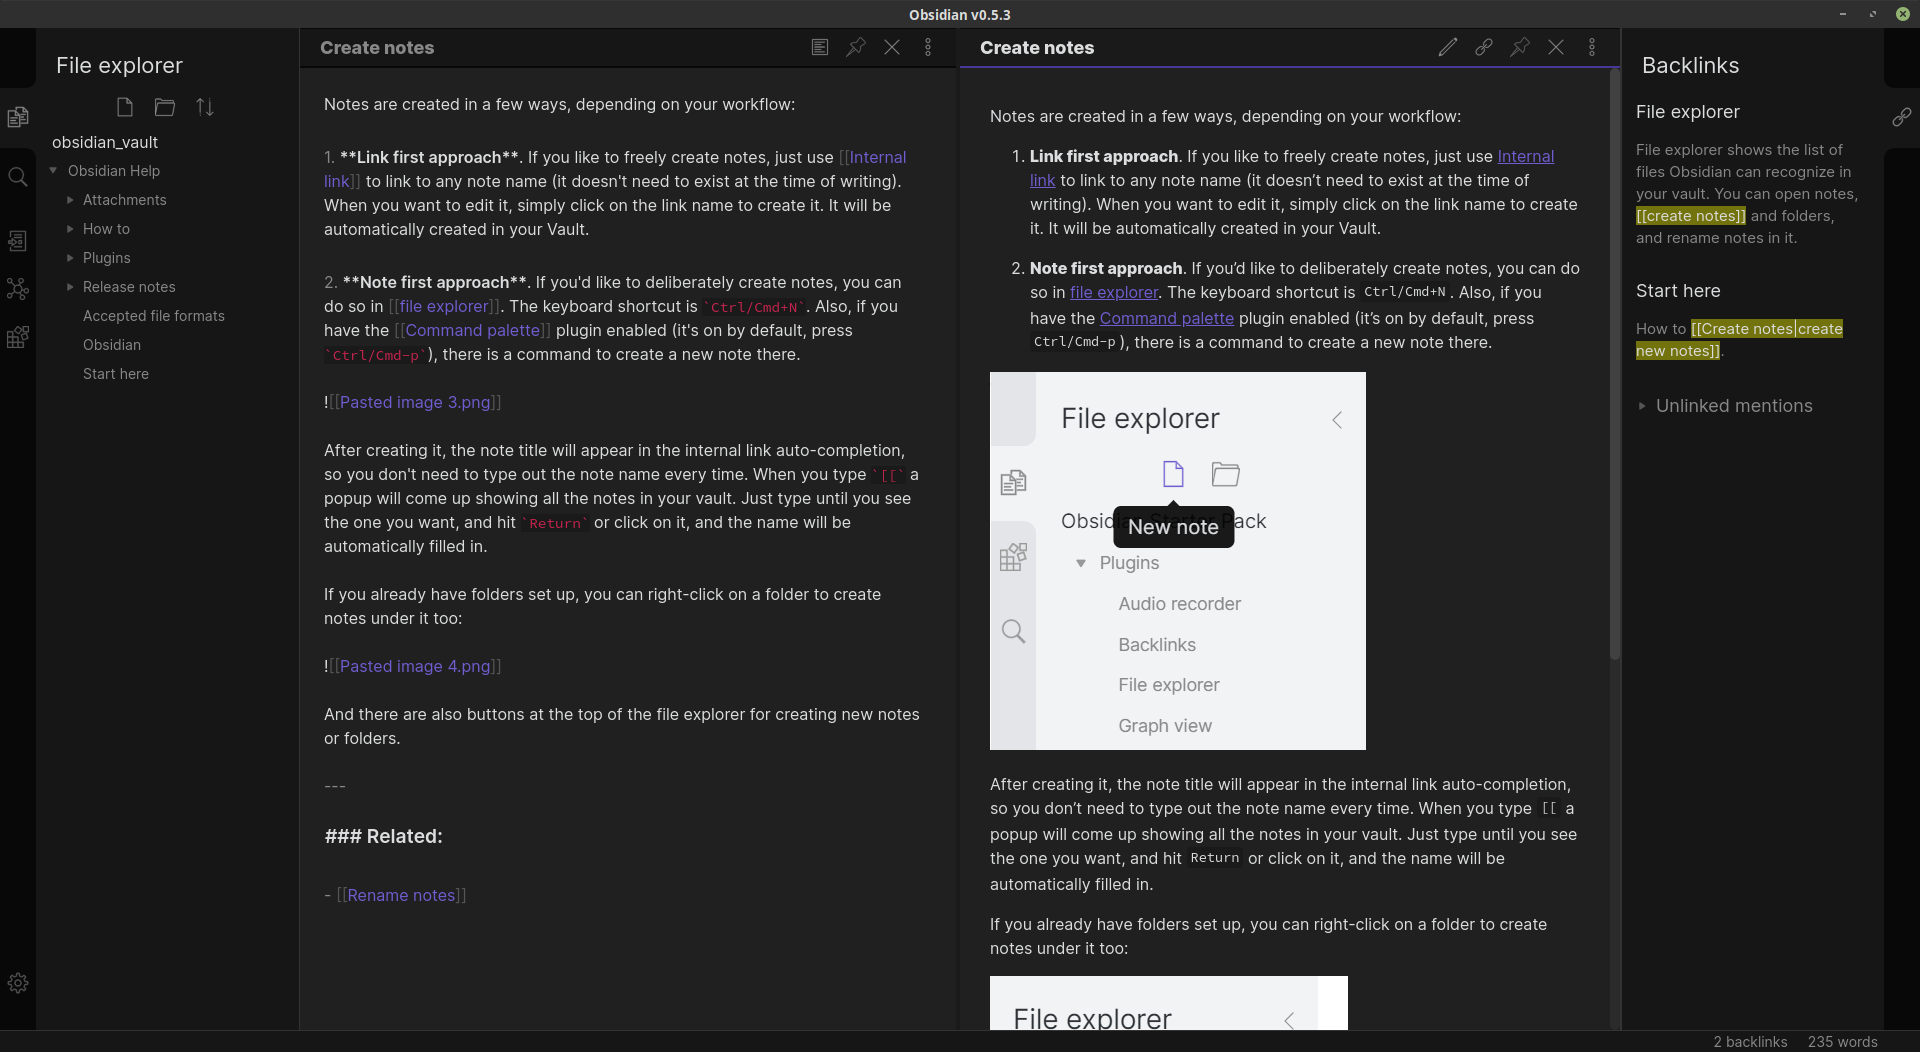 Obsidian v0.5.3
File explorer
obsidian_vault
Obsidian Help
Attachments
How to
Plugins
Release notes
Accepted file formats
Obsidian
Start here
Create notes
Notes are created in a few ways, depending on your workflow:
1. **Link first approach**. If you like to freely create notes, just use [[Internal
link]] to link to any note name (it doesn't need to exist at the time of writing).
When you want to edit it, simply click on the link name to create it. It will be
automatically created in your Vault.
2. **Note first approach**. If you'd like to deliberately create notes, you can
do so in [[file explorer]]. The keyboard shortcut is `Ctrl/Cmd+N`. Also, if you
have the [[Command palette]] plugin enabled (it's on by default, press
`Ctrl/Cmd-p`), there is a command to create a new note there.
![[Pasted image 3.png]]
After creating it, the note title will appear in the internal link auto-completion,
so you don't need to type out the note name every time. When you type `[[` a
popup will come up showing all the notes in your vault. Just type until you see
the one you want, and hit `Return` or click on it, and the name will be
automatically filled in.
If you already have folders set up, you can right-click on a folder to create
notes under it too:
![[Pasted image 4.png]]
And there are also buttons at the top of the file explorer for creating new notes
or folders.
---
### Related:
- [[Rename notes]]
Create notes
Notes are created in a few ways, depending on your workflow:
1. Link first approach. If you like to freely create notes, just use Internal
link to link to any note name (it doesn’t need to exist at the time of
writing). When you want to edit it, simply click on the link name to create
it. It will be automatically created in your Vault.
2. Note first approach. If you’d like to deliberately create notes, you can do
so in file explorer. The keyboard shortcut is Ctrl/Cmd+N. Also, if you
have the Command palette plugin enabled (it’s on by default, press
Ctrl/Cmd-p), there is a command to create a new note there.
File explorer
Obsidian Starter Pack
New note
Plugins
Audio recorder
Backlinks
File explorer
Graph view
After creating it, the note title will appear in the internal link auto-completion,
so you don’t need to type out the note name every time. When you type [[ a
popup will come up showing all the notes in your vault. Just type until you see
the one you want, and hit Return or click on it, and the name will be
automatically filled in.
If you already have folders set up, you can right-click on a folder to create
notes under it too:
File explorer
Backlinks
File explorer
File explorer shows the list of
files Obsidian can recognize in
your vault. You can open notes,
[[create notes]] and folders,
and rename notes in it.
Start here
How to [[Create notes|create
new notes]].
Unlinked mentions
2 backlinks
235 words